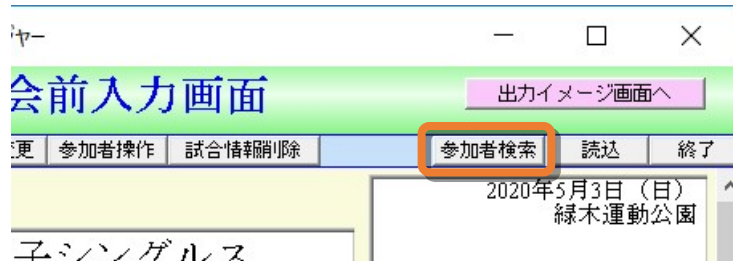 ジャー
会前入力画面
出力イメージ画面へ
変更 参加者操作 試合情報削除 参加者検索 読込 終了
2020年5月3日（日）
緑木運動公園
子シングルス